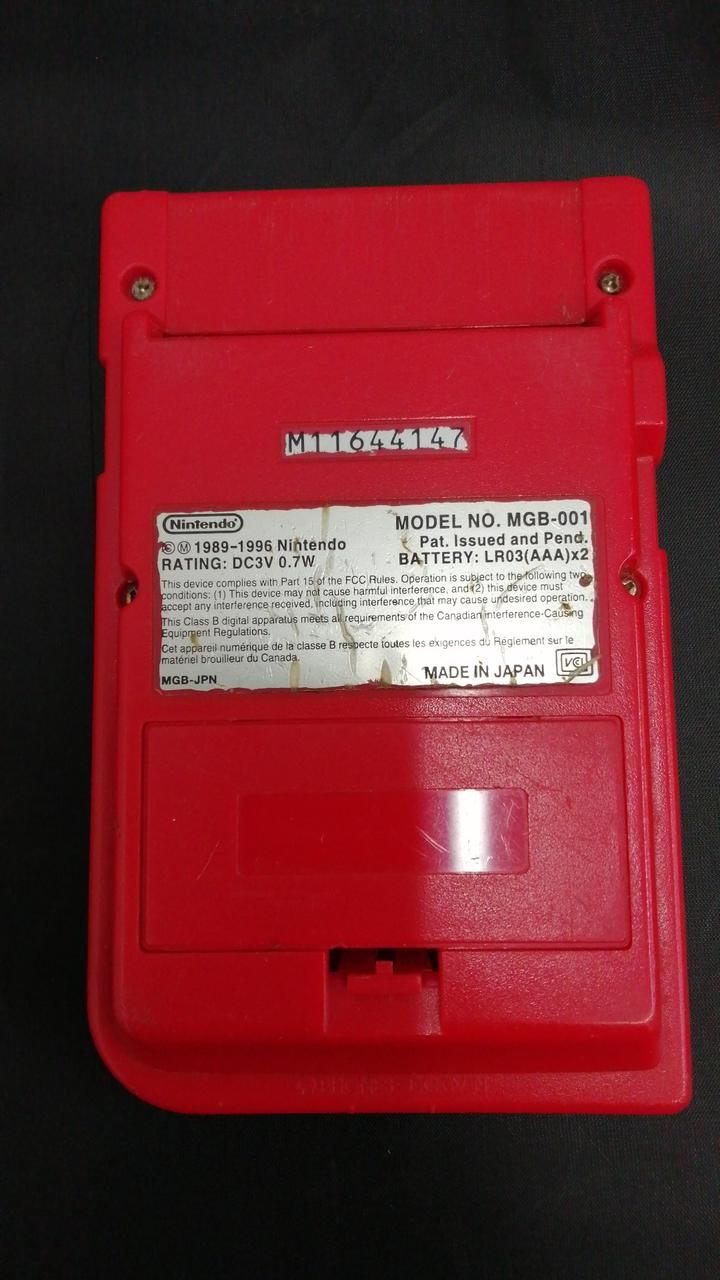 M11644147
Nintendo
MODEL NO. MGB-001
©Ⓜ 1989-1996 Nintendo
Pat. Issued and Pend.
RATING: DC3V 0.7W
BATTERY: LR03(AAA)x2
This device complies with Part 15 of the FCC Rules. Operation is subject to the following two
conditions: (1) This device may not cause harmful interference, and (2) this device must
accept any interference received, including interference that may cause undesired operation.
This Class B digital apparatus meets all requirements of the Canadian Interference-Causing
Equipment Regulations.
Cet appareil numérique de la classe B respecte toutes les exigences du Réglement sur le
matériel brouilleur du Canada.
MGB-JPN
MADE IN JAPAN
VCI